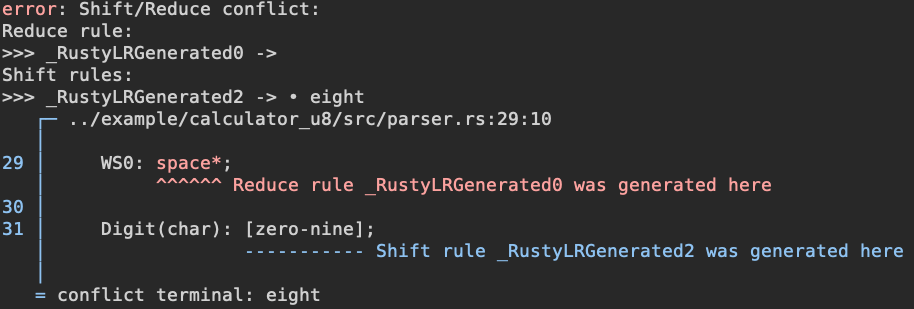 error: Shift/Reduce conflict:
Reduce rule:
>>> _RustyLRGenerated0 ->
Shift rules:
>>> _RustyLRGenerated2 -> • eight
../example/calculator_u8/src/parser.rs:29:10
29 WS0: space*;
^^^^^^ Reduce rule _RustyLRGenerated0 was generated here
30
31 Digit(char): [zero-nine];
----------- Shift rule _RustyLRGenerated2 was generated here
= conflict terminal: eight